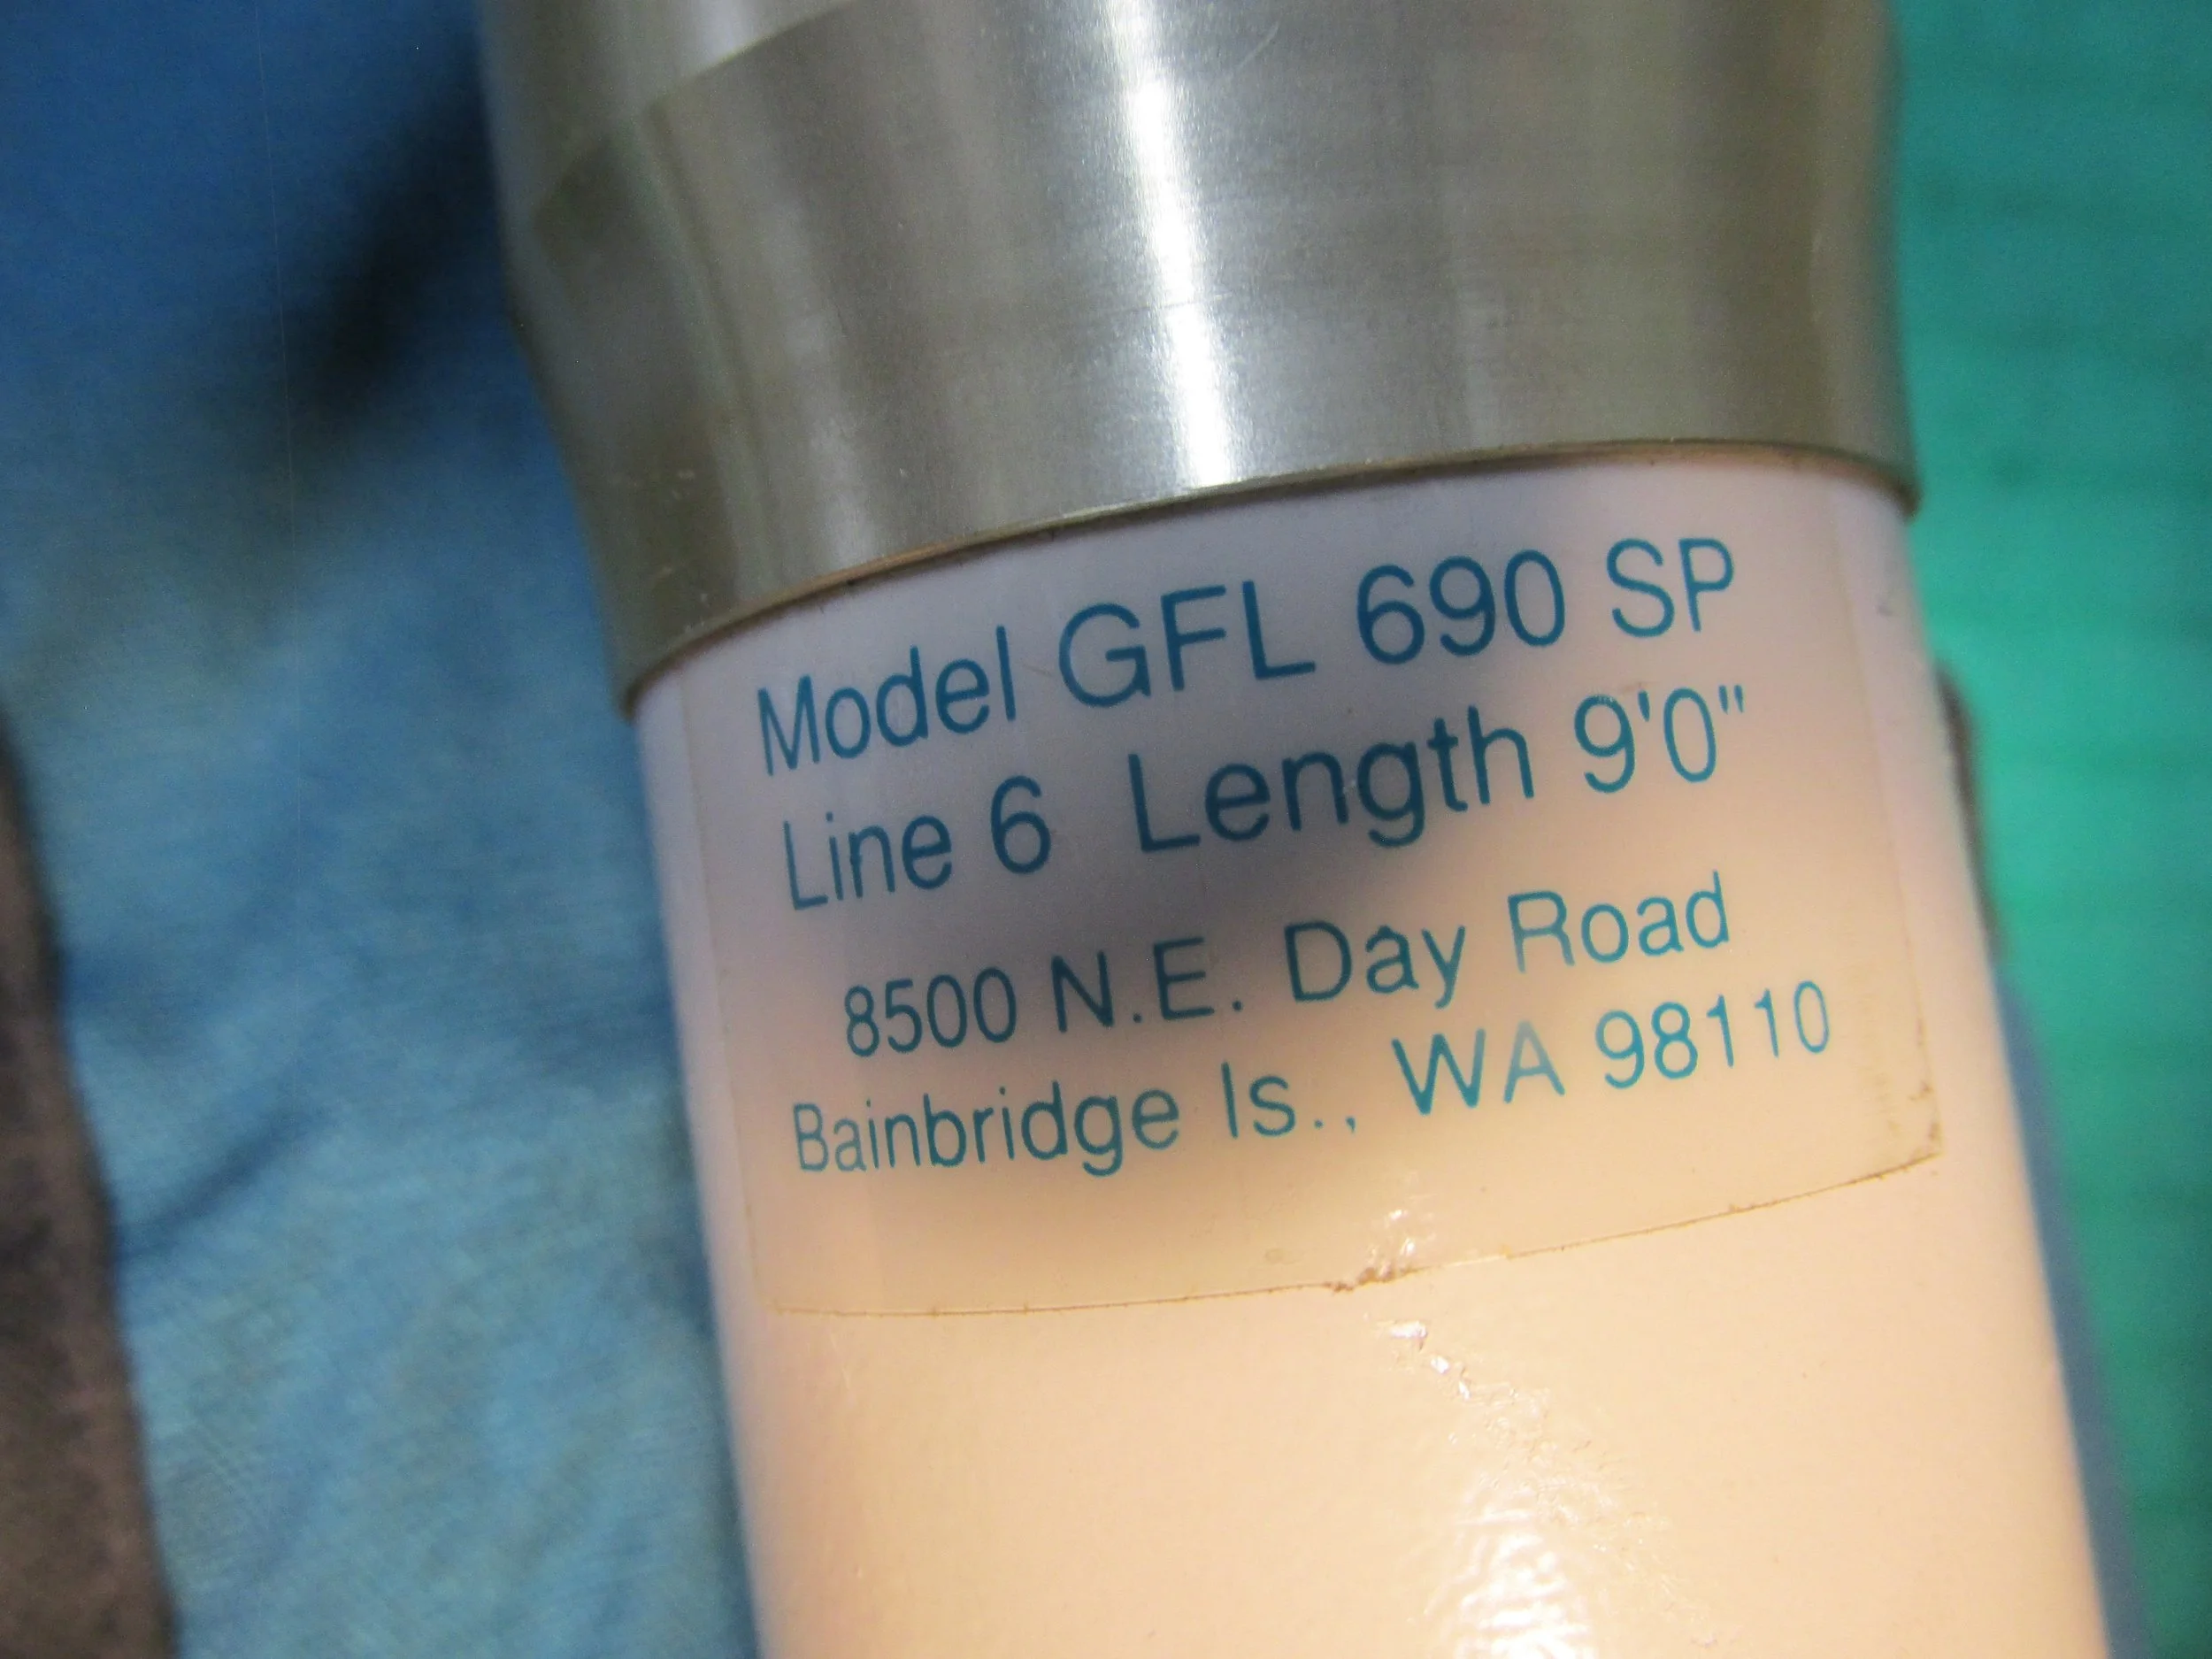 Model GFL 690 SP
Line 6 Length 9'0"
8500 N.E. Day Road
Bainbridge Is., WA 98110